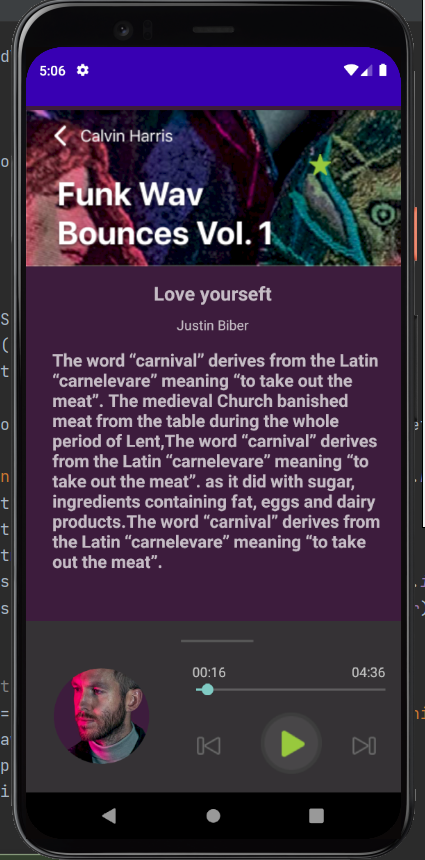 5:06
Calvin Harris
Funk Wav
Bounces Vol. 1
Love yourseft
Justin Biber
The word “carnival” derives from the Latin
“carnelevare” meaning “to take out the
meat”. The medieval Church banished
meat from the table during the whole
period of Lent,The word “carnival” derives
from the Latin “carnelevare” meaning “to
take out the meat”. as it did with sugar,
ingredients containing fat, eggs and dairy
products.The word “carnival” derives from
the Latin “carnelevare” meaning “to take
out the meat”.
00:16 04:36